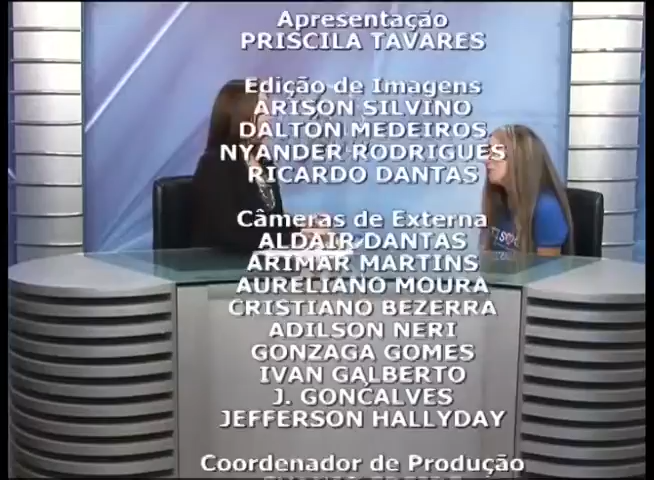 Apresentação
PRISCILA TAVARES
Edição de Imagens
ARISON SILVINO
DALTON MEDEIROS
NYANDER RODRIGUES
RICARDO DANTAS
Câmeras de Externa
ALDAIR DANTAS
ARIMAR MARTINS
AURELIANO MOURA
CRISTIANO BEZERRA
ADILSON NERI
GONZAGA GOMES
IVAN GALBERTO
J. GONÇALVES
JEFFERSON HALLYDAY
Coordenador de Produção